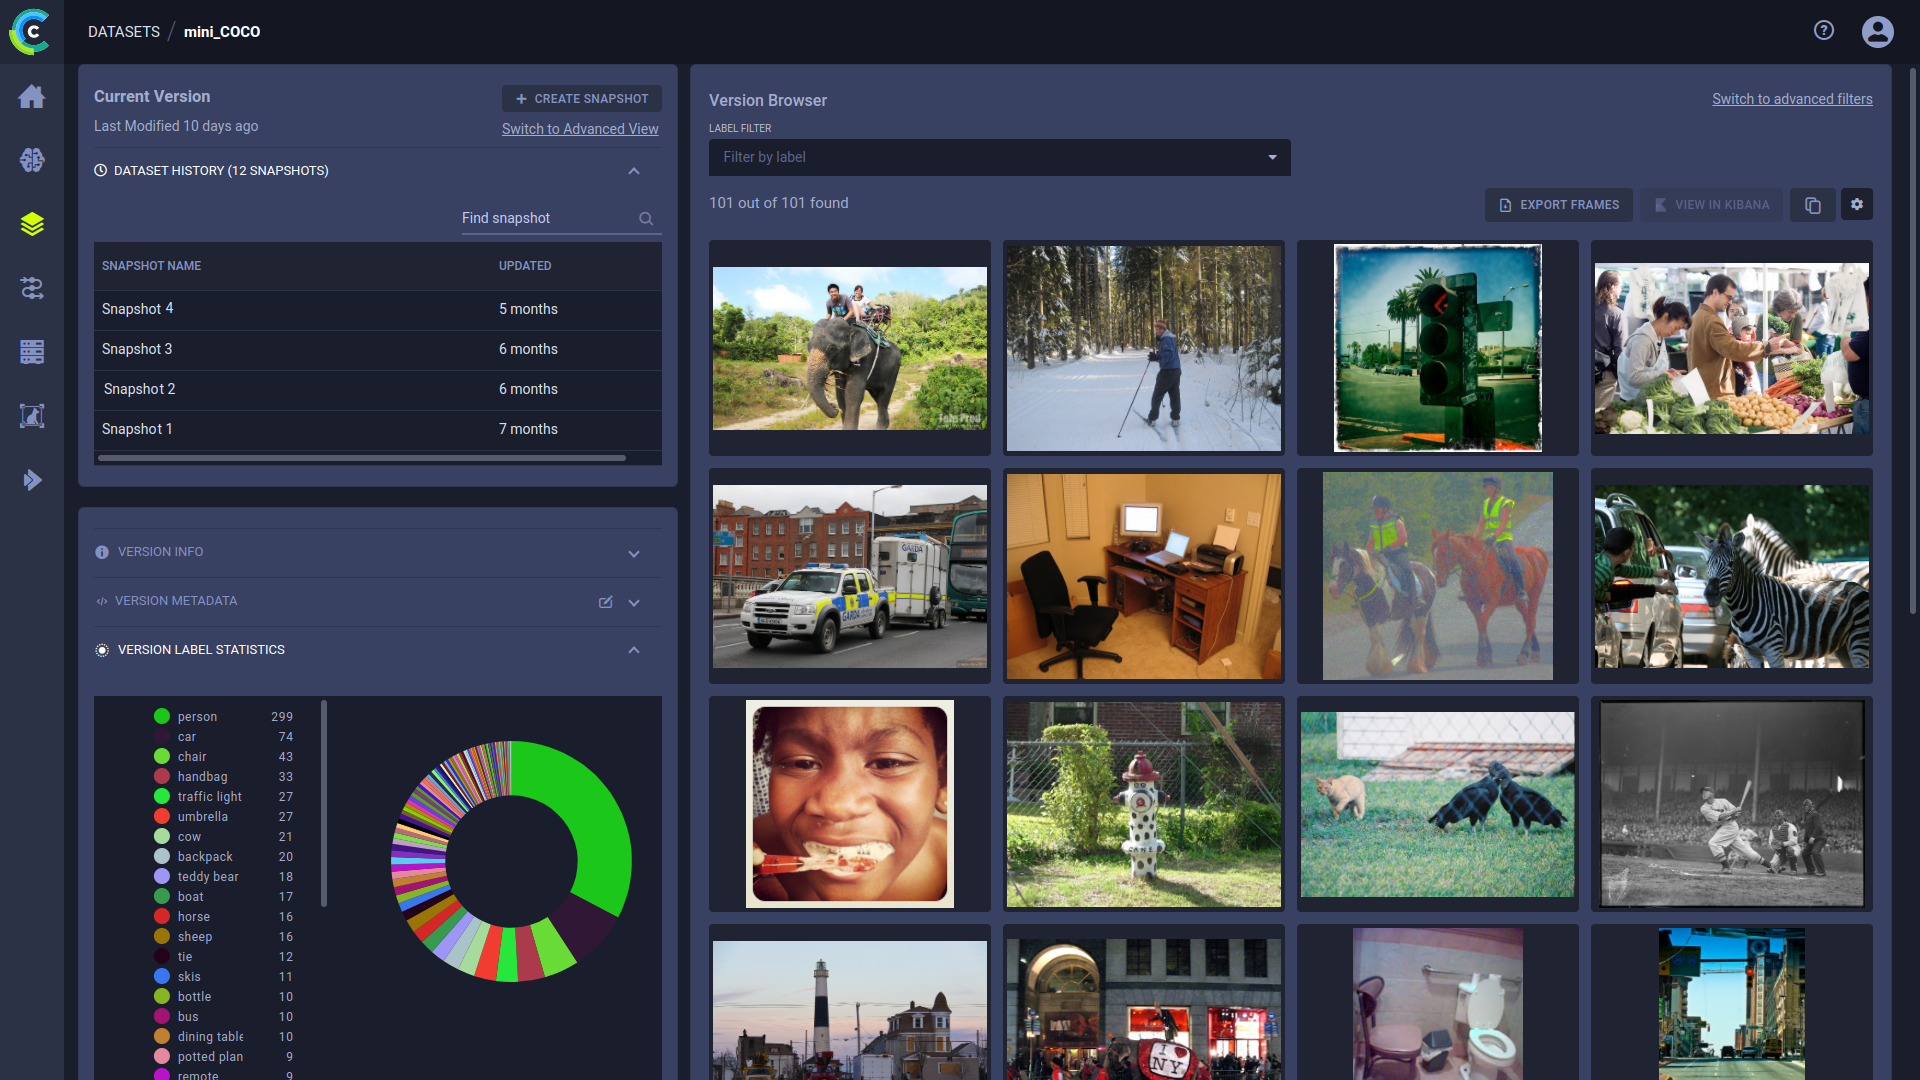 DATASETS / mini_COCO
Current Version
CREATE SNAPSHOT
Last Modified 10 days ago
Switch to Advanced View
DATASET HISTORY (12 SNAPSHOTS)
Find snapshot
SNAPSHOT NAME UPDATED
Snapshot 4 5 months
Snapshot 3 6 months
Snapshot 2 6 months
Snapshot 1 7 months
VERSION INFO
VERSION METADATA
VERSION LABEL STATISTICS
person 299
car 74
chair 43
handbag 33
traffic light 27
umbrella 27
cow 21
backpack 20
teddy bear 18
boat 17
horse 16
sheep 16
tie 12
skis 11
bottle 10
bus 10
dining table 10
potted plan 9
remote 9
Version Browser
Switch to advanced filters
LABEL FILTER
Filter by label
101 out of 101 found
EXPORT FRAMES
VIEW IN KIBANA
GARDA
GARDA
I
NY